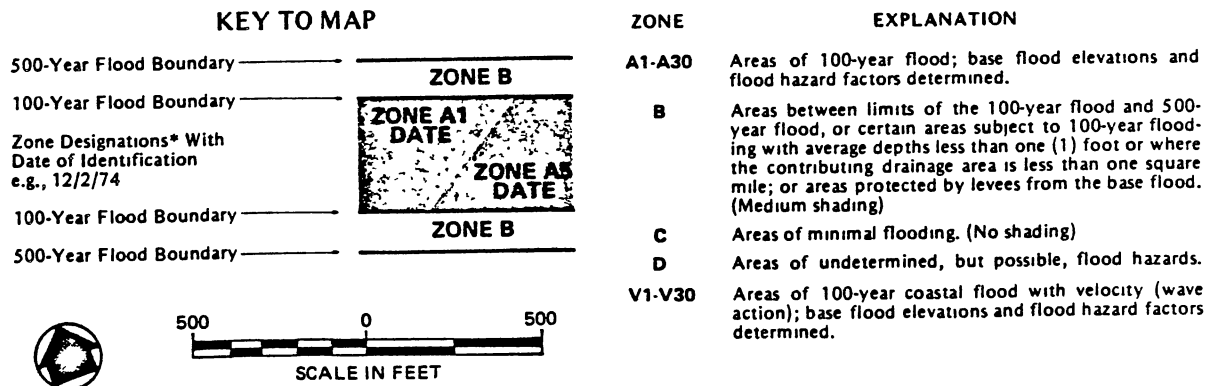 KEY TO MAP
500-Year Flood Boundary
ZONE B
100-Year Flood Boundary
ZONE A1
DATE
Zone Designations* With
Date of Identification
e.g., 12/2/74
ZONE A5
DATE
100-Year Flood Boundary
ZONE B
500-Year Flood Boundary
500 0 500
SCALE IN FEET
ZONE EXPLANATION
A1-A30 Areas of 100-year flood; base flood elevations and
flood hazard factors determined.
B Areas between limits of the 100-year flood and 500-
year flood, or certain areas subject to 100-year flood-
ing with average depths less than one (1) foot or where
the contributing drainage area is less than one square
mile; or areas protected by levees from the base flood.
(Medium shading)
C Areas of minimal flooding. (No shading)
D Areas of undetermined, but possible, flood hazards.
V1-V30 Areas of 100-year coastal flood with velocity (wave
action); base flood elevations and flood hazard factors
determined.